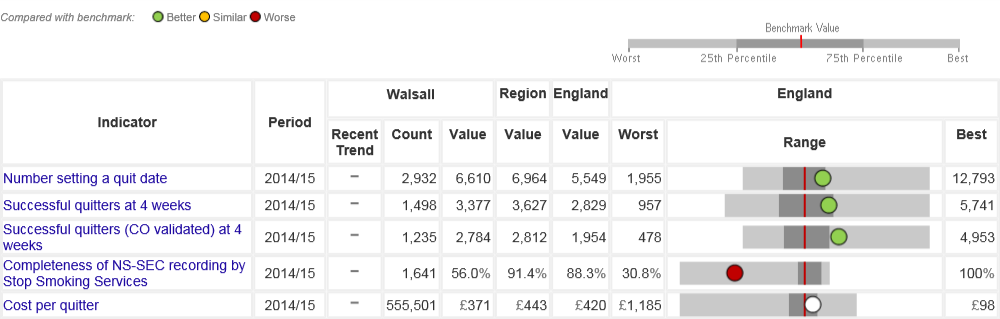 Compared with benchmark: Better Similar Worse
Benchmark Value
Worst 25th Percentile 75th Percentile Best
Indicator Period Walsall Region England England
Recent Trend Count Value Value Value Worst Range Best
Number setting a quit date 2014/15 – 2,932 6,610 6,964 5,549 1,955 12,793
Successful quitters at 4 weeks 2014/15 – 1,498 3,377 3,627 2,829 957 5,741
Successful quitters (CO validated) at 4
weeks 2014/15 – 1,235 2,784 2,812 1,954 478 4,953
Completeness of NS-SEC recording by
Stop Smoking Services 2014/15 – 1,641 56.0% 91.4% 88.3% 30.8% 100%
Cost per quitter 2014/15 – 555,501 £371 £443 £420 £1,185 £98